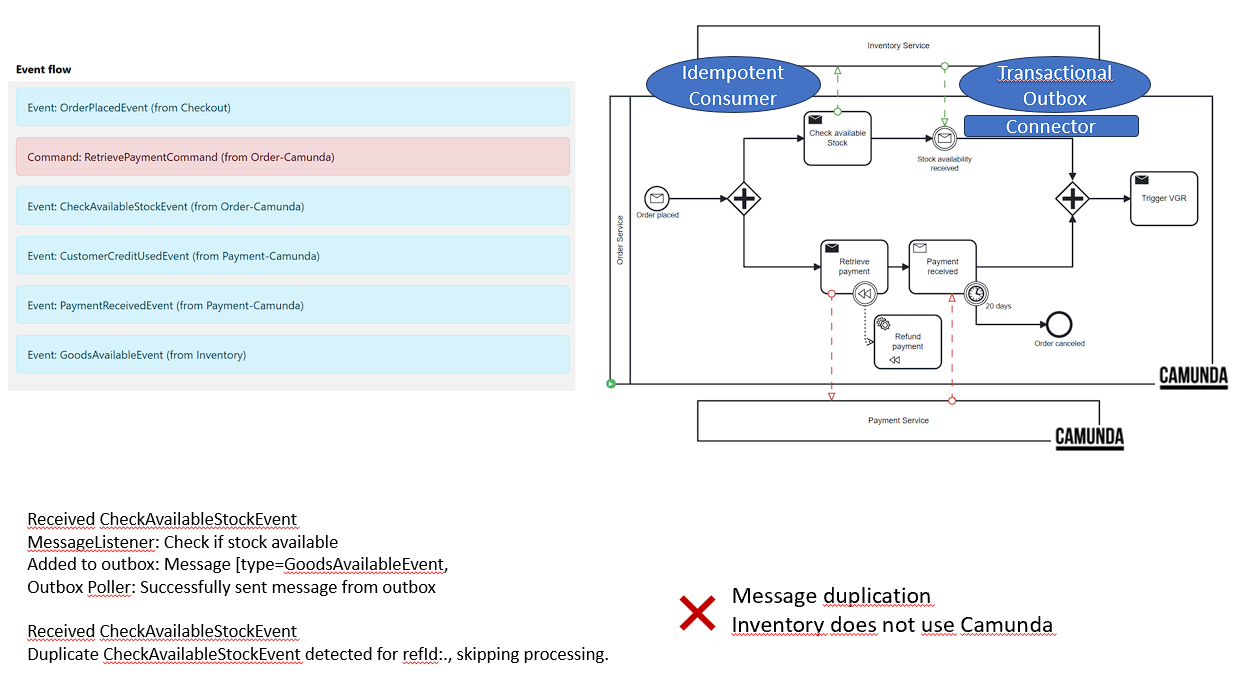 Event flow
Event: OrderPlacedEvent (from Checkout)
Command: RetrievePaymentCommand (from Order-Camunda)
Event: CheckAvailableStockEvent (from Order-Camunda)
Event: CustomerCreditUsedEvent (from Payment-Camunda)
Event: PaymentReceivedEvent (from Payment-Camunda)
Event: GoodsAvailableEvent (from Inventory)
Inventory Service
Idempotent
Consumer
Transactional
Outbox
Connector
Order Service
Check available
Stock
Stock availability
received
Order placed
Trigger VGR
Retrieve
payment
Payment
received
20 days
Refund
payment
Order canceled
CAMUNDA
Payment Service
CAMUNDA
Received CheckAvailableStockEvent
MessageListener: Check if stock available
Added to outbox: Message [type=GoodsAvailableEvent,
Outbox Poller: Successfully sent message from outbox
Received CheckAvailableStockEvent
Duplicate CheckAvailableStockEvent detected for refId:., skipping processing.
Message duplication
Inventory does not use Camunda